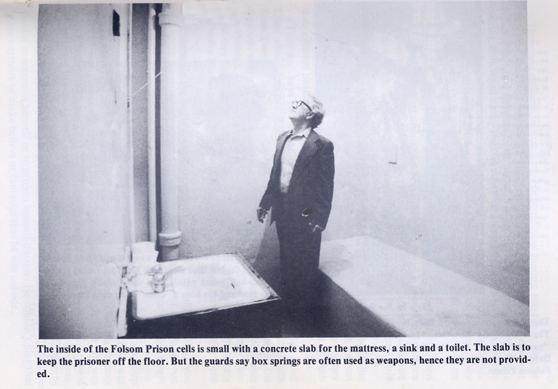 The inside of the Folsom Prison cells is small with a concrete slab for the mattress, a sink and a toilet. The slab is to
keep the prisoner off the floor. But the guards say box springs are often used as weapons, hence they are not provid-
ed.